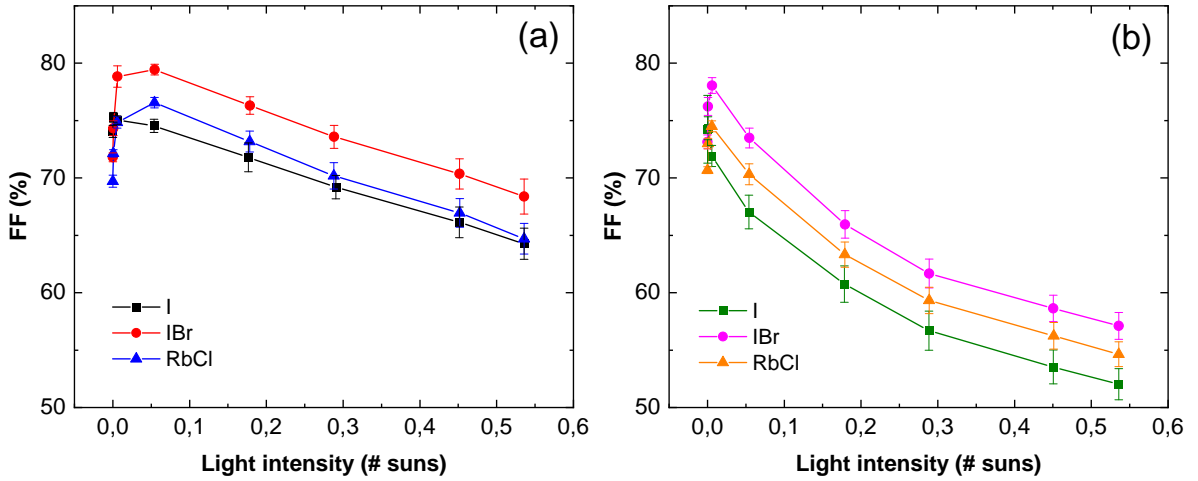 (a)
80
70
60
50
FF (%)
I
IBr
RbCl
0,0 0,1 0,2 0,3 0,4 0,5 0,6
Light intensity (# suns)
(b)
80
70
60
50
FF (%)
I
IBr
RbCl
0,0 0,1 0,2 0,3 0,4 0,5 0,6
Light intensity (# suns)